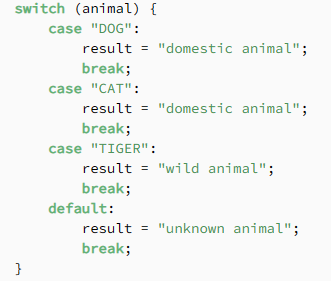 switch (animal) {
    case "DOG":
        result = "domestic animal";
        break;
    case "CAT":
        result = "domestic animal";
        break;
    case "TIGER":
        result = "wild animal";
        break;
    default:
        result = "unknown animal";
        break;
}